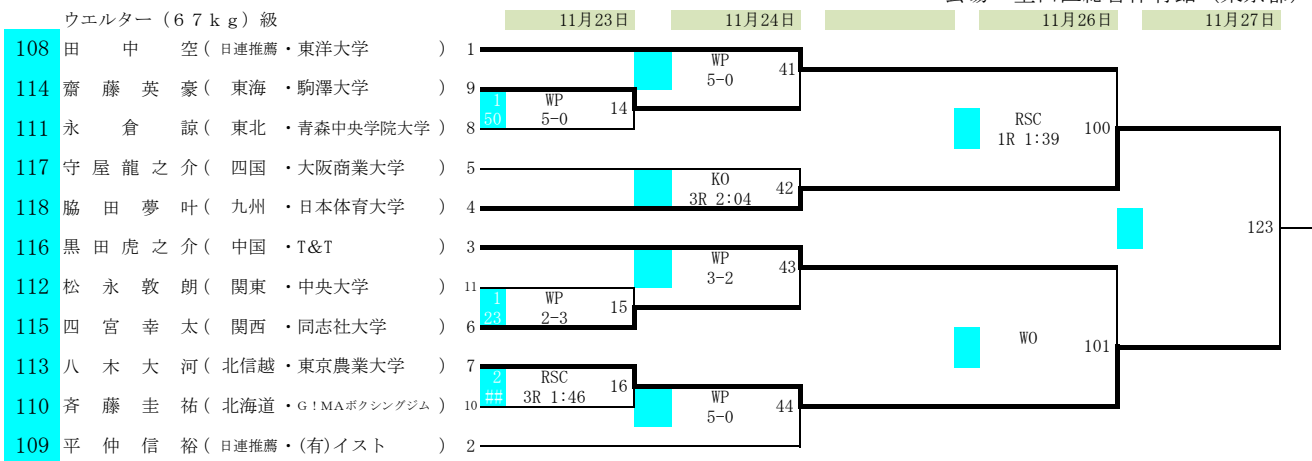 ウエルター(67kg)級 11月23日 11月24日 11月26日 11月27日
108 田中空( 日連推薦・東洋大学 ) 1
WP 41
5-0
114 齋藤英豪( 東海・駒澤大学 ) 9
1 WP 14
50 5-0
RSC 100
1R 1:39
111 永倉諒( 東北・青森中央学院大学 ) 8
117 守屋龍之介( 四国・大阪商業大学 ) 5
KO 42
3R 2:04
118 脇田夢叶( 九州・日本体育大学 ) 4
123
116 黒田虎之介( 中国・T&T ) 3
WP 43
3-2
112 松永敦朗( 関東・中央大学 ) 11
1 WP 15
23 2-3
115 四宮幸太( 関西・同志社大学 ) 6
WO 101
113 八木大河( 北信越・東京農業大学 ) 7
2 RSC 16
## 3R 1:46
110 斉藤圭祐( 北海道・G!MAボクシングジム ) 10
WP 44
5-0
109 平仲信裕( 日連推薦・(有)イスト ) 2